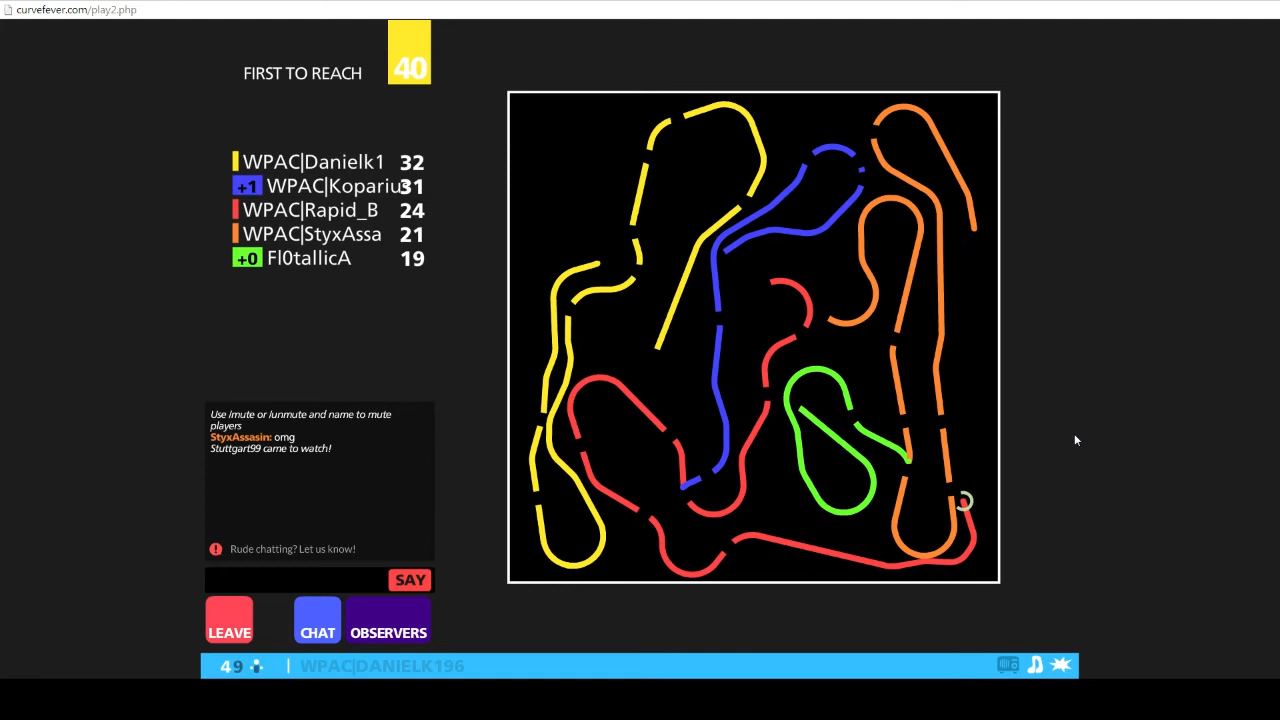 curvefever.com/play2.php
FIRST TO REACH
40
WPAC|Danielk1 32
+1 WPAC|Koparius 31
WPAC|Rapid_B 24
WPAC|StyxAssa 21
+0 Fl0tallicA 19
Use /mute or /unmute and name to mute
players
StyxAssasin: omg
Stuttgart99 came to watch!
Rude chatting? Let us know!
SAY
LEAVE
CHAT
OBSERVERS
49
WPAC|DANIELK196